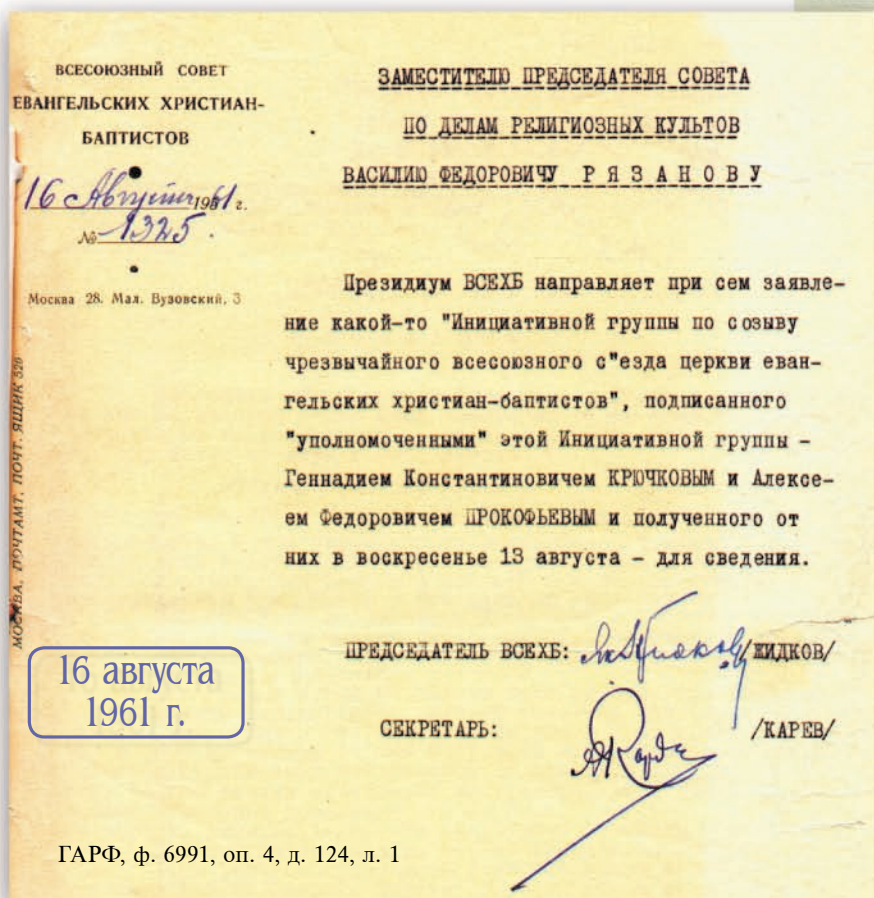 ВСЕСОЮЗНЫЙ СОВЕТ
ЕВАНГЕЛЬСКИХ ХРИСТИАН-
БАПТИСТОВ
16 Августа 1961 г.
№ 1325.
Москва 28. Мал. Вузовский, 3
МОСКВА, ПОЧТАМТ, ПОЧТ. ЯЩИК 520
ЗАМЕСТИТЕЛЮ ПРЕДСЕДАТЕЛЯ СОВЕТА
ПО ДЕЛАМ РЕЛИГИОЗНЫХ КУЛЬТОВ
ВАСИЛИЮ ФЕДОРОВИЧУ Р Я З А Н О В У
Президиум ВСЕХБ направляет при сем заявле-
ние какой-то "Инициативной группы по созыву
чрезвычайного всесоюзного с"езда церкви еван-
гельских христиан-баптистов", подписанного
"уполномоченными" этой Инициативной группы -
Геннадием Константиновичем КРЮЧКОВЫМ и Алексе-
ем Федоровичем ПРОКОФЬЕВЫМ и полученного от
них в воскресенье 13 августа - для сведения.
ПРЕДСЕДАТЕЛЬ ВСЕХБ: /ЖИДКОВ/
СЕКРЕТАРЬ: /КАРЕВ/
16 августа
1961 г.
ГАРФ, ф. 6991, оп. 4, д. 124, л. 1